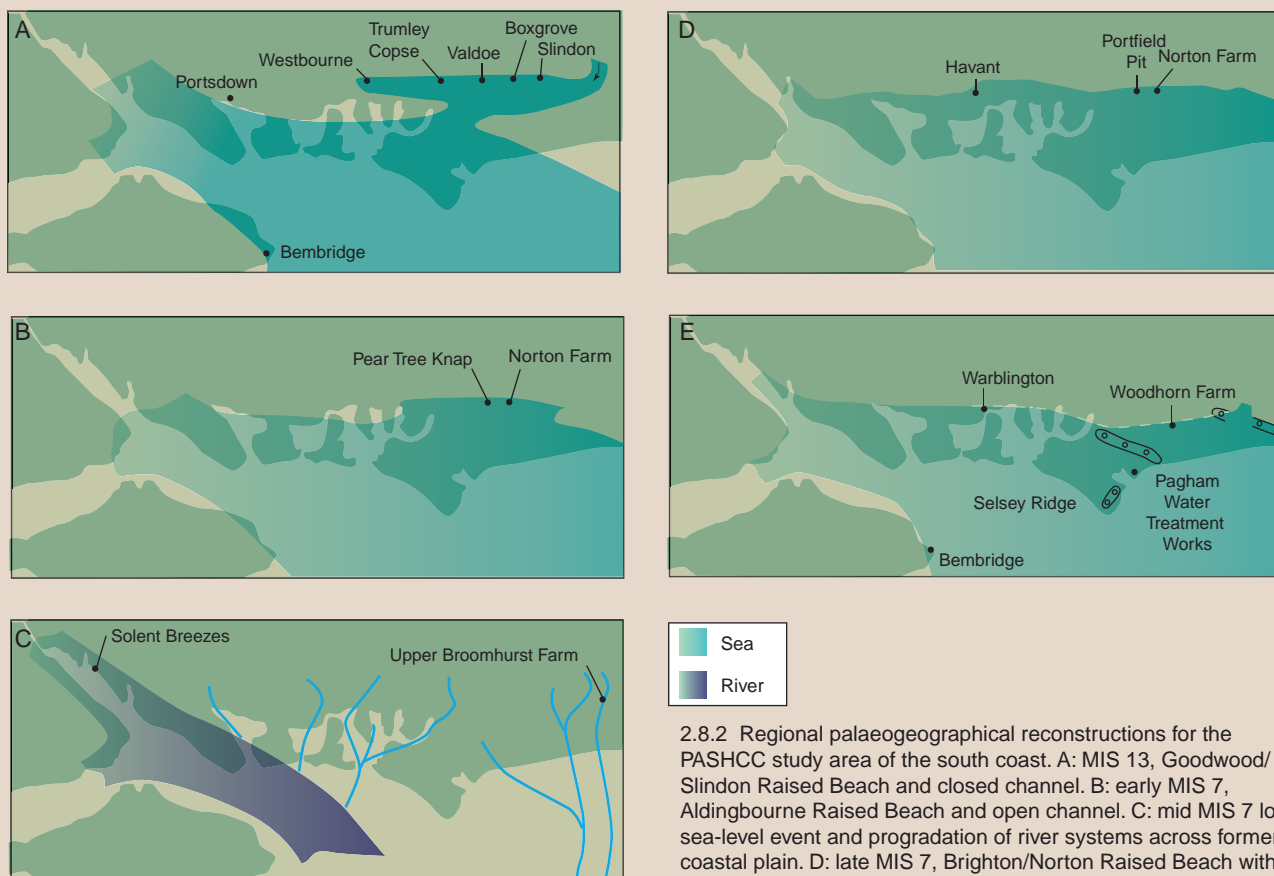 A
Portsdown
Westbourne
Trumley
Copse
Valdoe
Boxgrove
Slindon
Bembridge
B
Pear Tree Knap
Norton Farm
C
Solent Breezes
Upper Broomhurst Farm
D
Havant
Portfield
Pit
Norton Farm
E
Warblington
Woodhorn Farm
Selsey Ridge
Pagham
Water
Treatment
Works
Bembridge
Sea
River
2.8.2 Regional palaeogeographical reconstructions for the
PASHCC study area of the south coast. A: MIS 13, Goodwood/
Slindon Raised Beach and closed channel. B: early MIS 7,
Aldingbourne Raised Beach and open channel. C: mid MIS 7 lo
sea-level event and progradation of river systems across former
coastal plain. D: late MIS 7, Brighton/Norton Raised Beach with